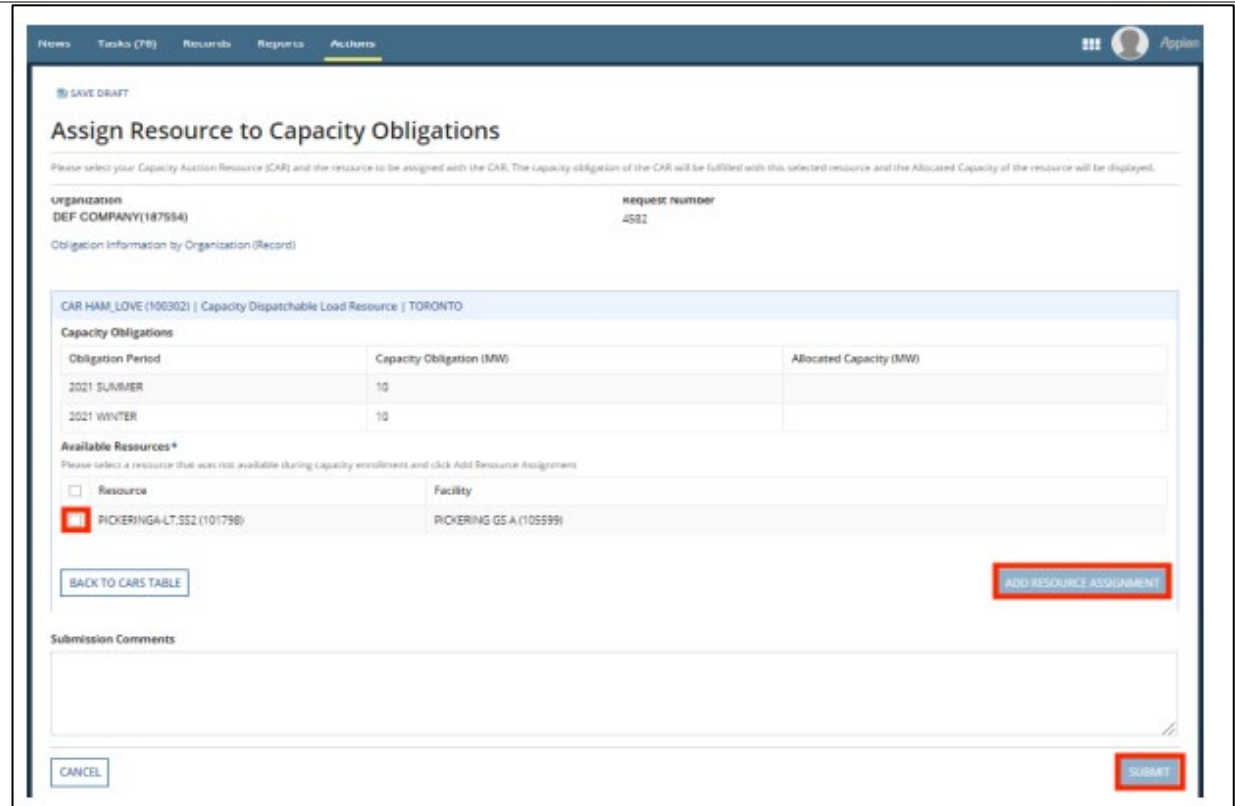 News Tasks (76) Records Reports Actions Appian
SAVE DRAFT
Assign Resource to Capacity Obligations
Please select your Capacity Auction Resource (CAR) and the resource to be assigned with the CAR. The capacity obligation of the CAR will be fulfilled with this selected resource and the Allocated Capacity of the resource will be displayed.
Organization Request Number
DEF COMPANY(187554) 4582
Obligation Information by Organization (Record)
CAR HAM_LOVE (100302) | Capacity Dispatchable Load Resource | TORONTO
Capacity Obligations
Obligation Period Capacity Obligation (MW) Allocated Capacity (MW)
2021 SUMMER 10
2021 WINTER 10
Available Resources*
Please select a resource that was not available during capacity enrollment and click Add Resource Assignment
Resource Facility
PICKERINGA-LT.SS2 (101798) PICKERING GS A (105599)
BACK TO CARS TABLE ADD RESOURCE ASSIGNMENT
Submission Comments
CANCEL SUBMIT